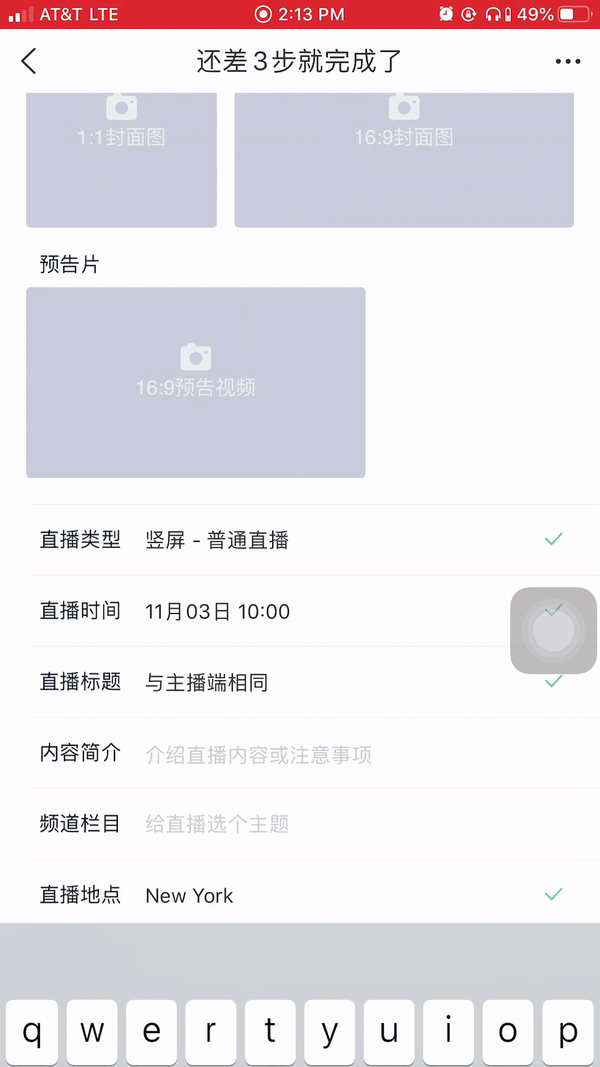 AT&T LTE 2:13 PM 49%
还差3步就完成了
1:1封面图 16:9封面图
预告片
16:9预告视频
直播类型 竖屏 - 普通直播
直播时间 11月03日 10:00
直播标题 与主播端相同
内容简介 介绍直播内容或注意事项
频道栏目 给直播选个主题
直播地点 New York
q w e r t y u i o p